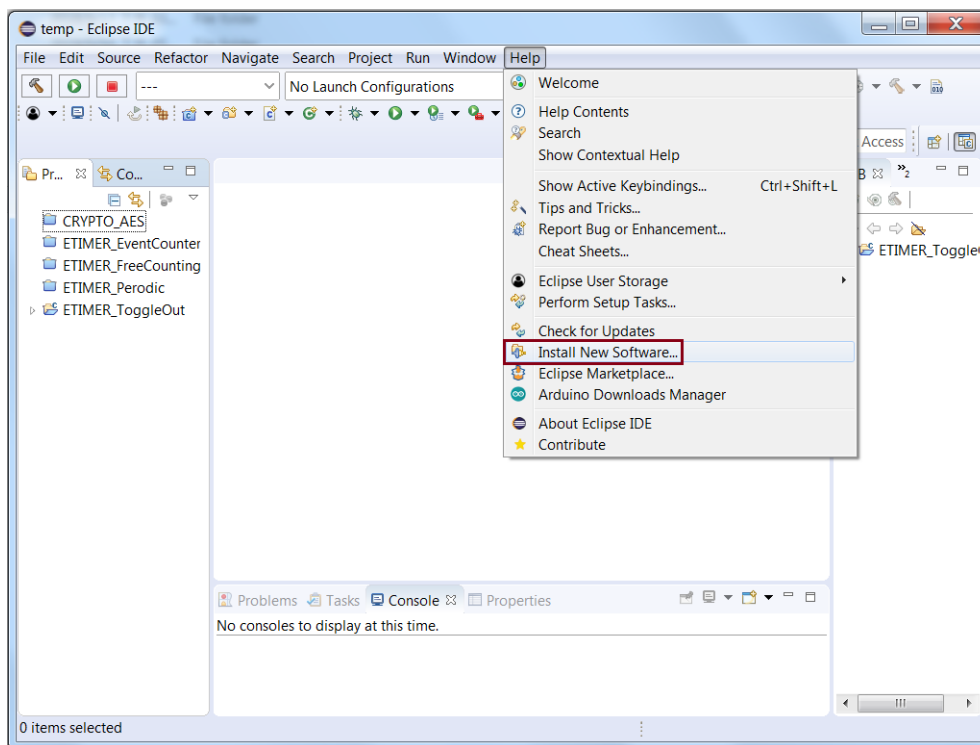 temp - Eclipse IDE
File Edit Source Refactor Navigate Search Project Run Window Help
--- No Launch Configurations
Access
Welcome
Help Contents
Search
Show Contextual Help
Show Active Keybindings... Ctrl+Shift+L
Tips and Tricks...
Report Bug or Enhancement...
Cheat Sheets...
Eclipse User Storage
Perform Setup Tasks...
Check for Updates
Install New Software...
Eclipse Marketplace...
Arduino Downloads Manager
About Eclipse IDE
Contribute
Pr... Co...
CRYPTO_AES
ETIMER_EventCounter
ETIMER_FreeCounting
ETIMER_Perodic
ETIMER_ToggleOut
B 2
ETIMER_Toggle
Problems Tasks Console Properties
No consoles to display at this time.
0 items selected